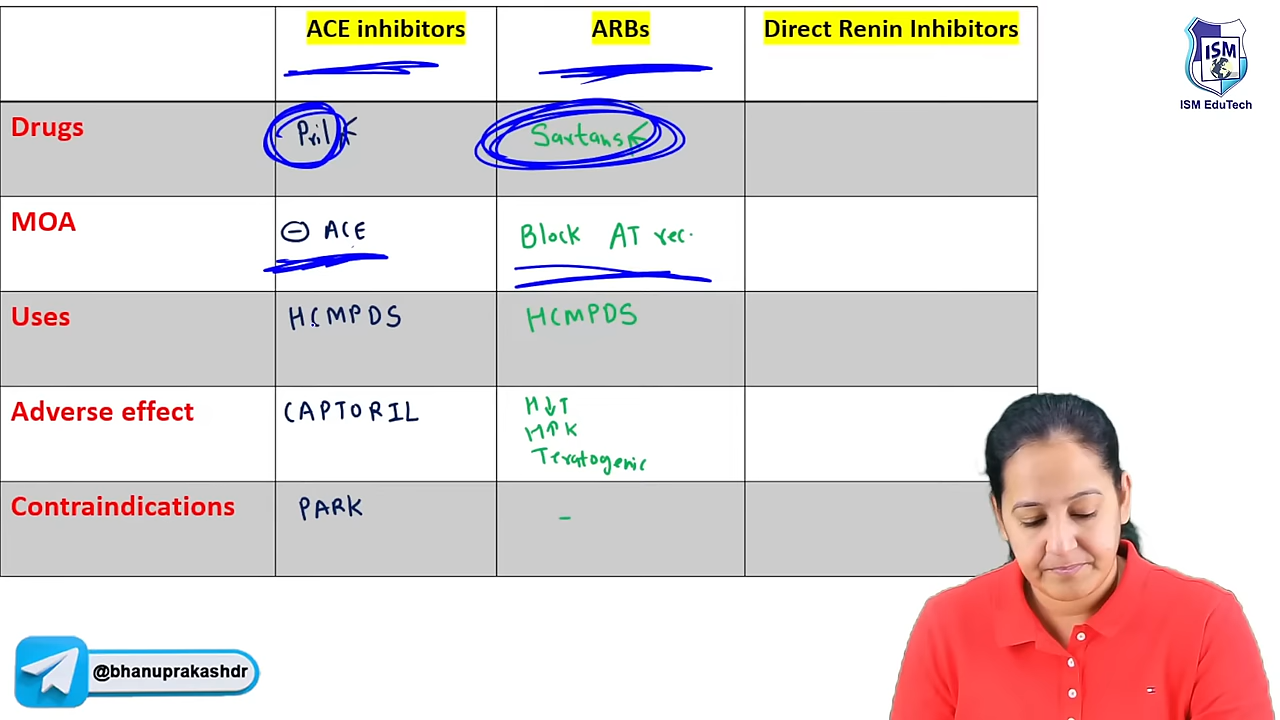 ACE inhibitors ARBs Direct Renin Inhibitors
ISM
ISM EduTech
Drugs Pril Sartans
MOA ⊖ ACE Block AT rec.
Uses HCMPDS HCMPDS
Adverse effect CAPTORIL H↓T
H↑K
Teratogenic
Contraindications PARK -
@bhanuprakashdr